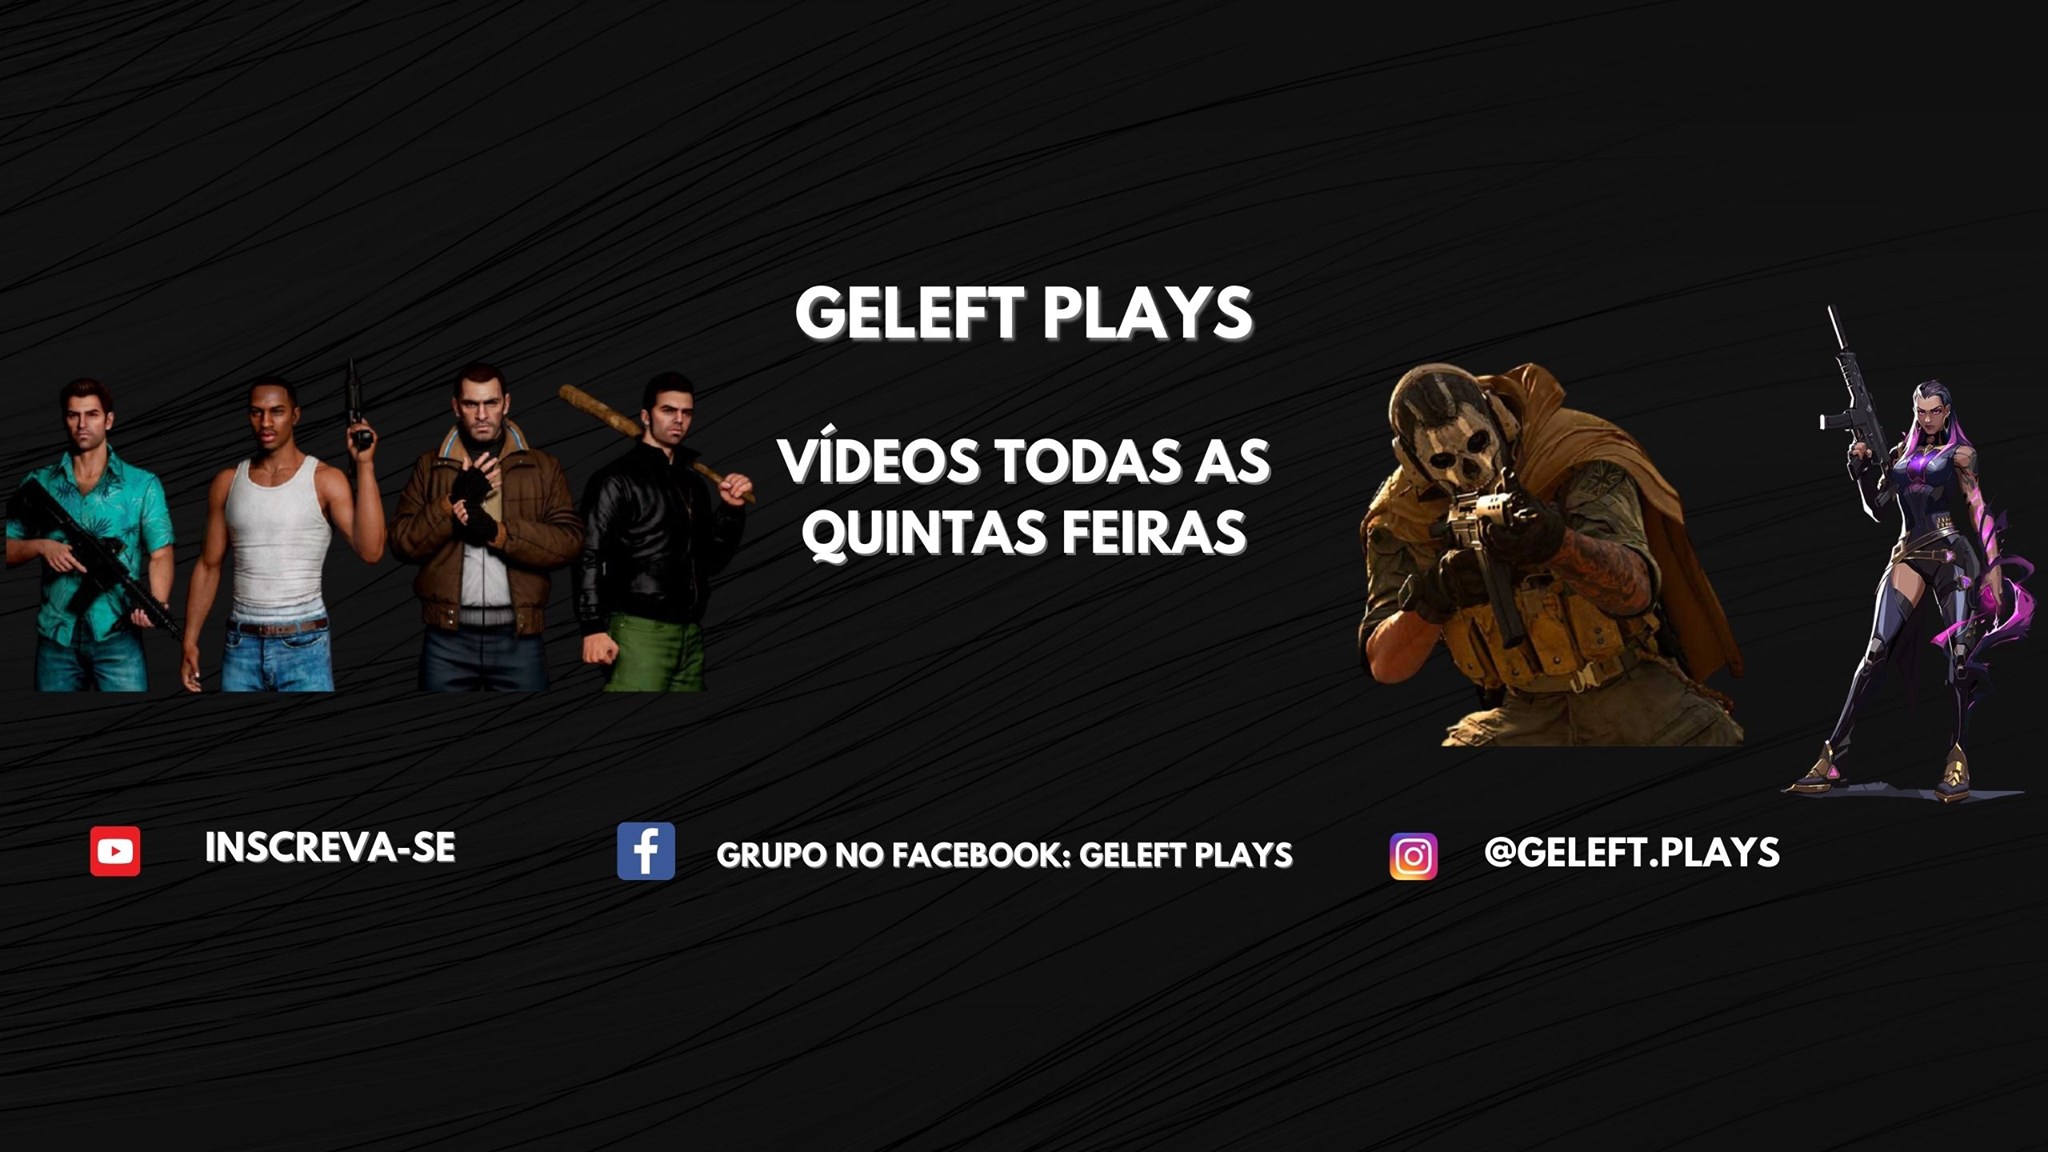 GELEFT PLAYS
VÍDEOS TODAS AS
QUINTAS FEIRAS
INSCREVA-SE
GRUPO NO FACEBOOK: GELEFT PLAYS
@GELEFT.PLAYS